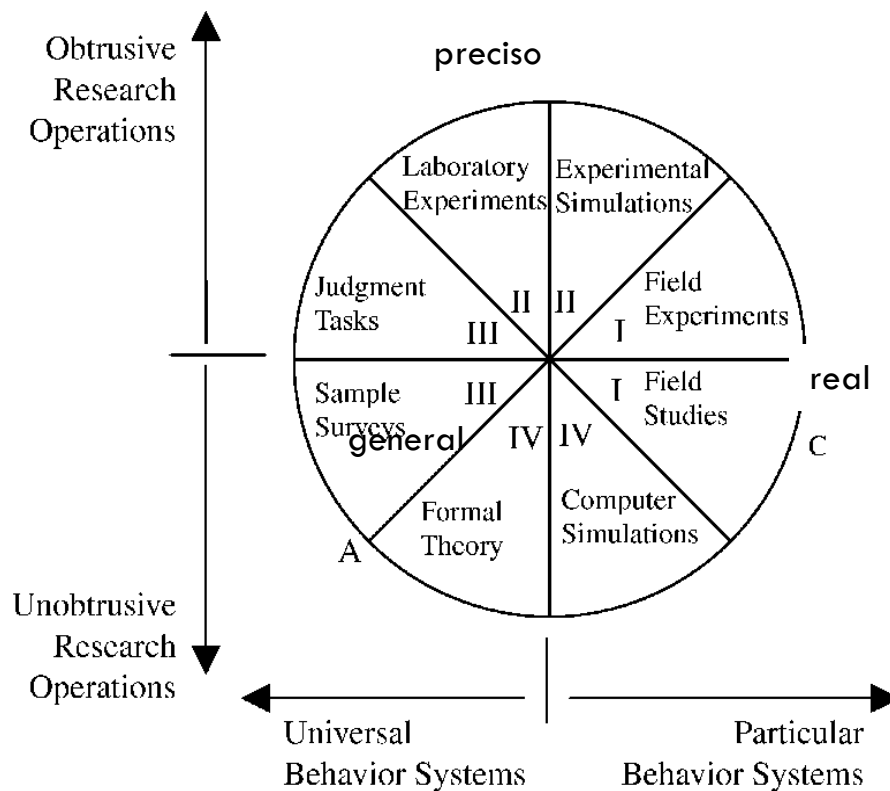 Obtrusive
Research
Operations
preciso
Laboratory
Experiments
Experimental
Simulations
Judgment
Tasks
II
II
Field
Experiments
III
I
Sample
Surveys
III
I
Field
Studies
real
general
IV
IV
C
Formal
Theory
Computer
Simulations
A
Unobtrusive
Research
Operations
Universal
Behavior Systems
Particular
Behavior Systems